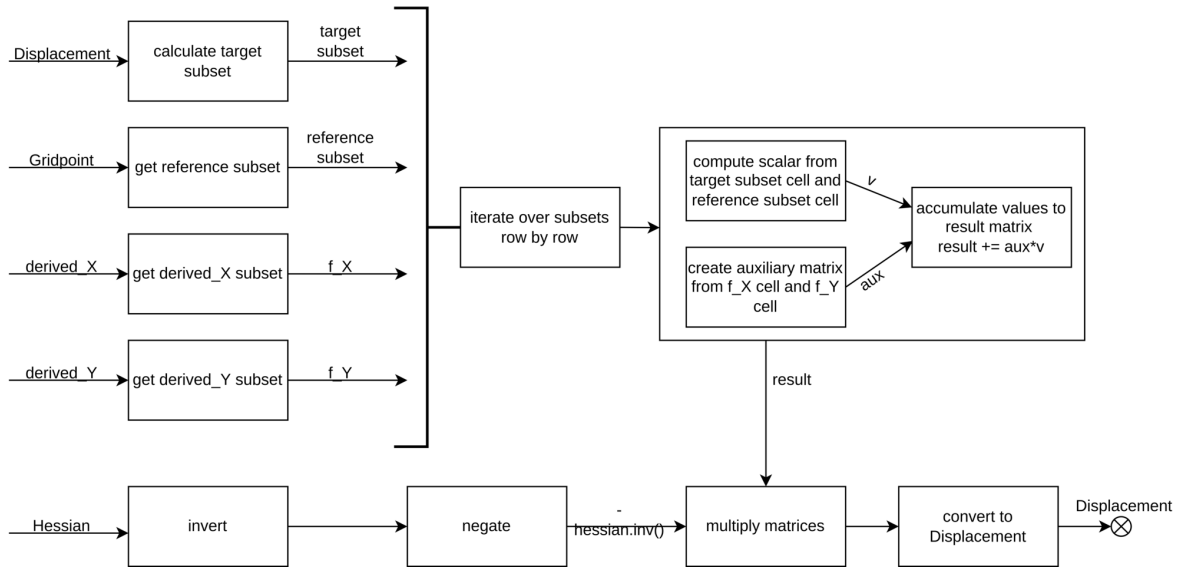 Displacement
calculate target
subset
target
subset
Gridpoint
get reference subset
reference
subset
derived_X
get derived_X subset
f_X
derived_Y
get derived_Y subset
f_Y
iterate over subsets
row by row
compute scalar from
target subset cell and
reference subset cell
v
create auxiliary matrix
from f_X cell and f_Y
cell
aux
accumulate values to
result matrix
result += aux*v
result
Hessian
invert
negate
-
hessian.inv()
multiply matrices
convert to
Displacement
Displacement